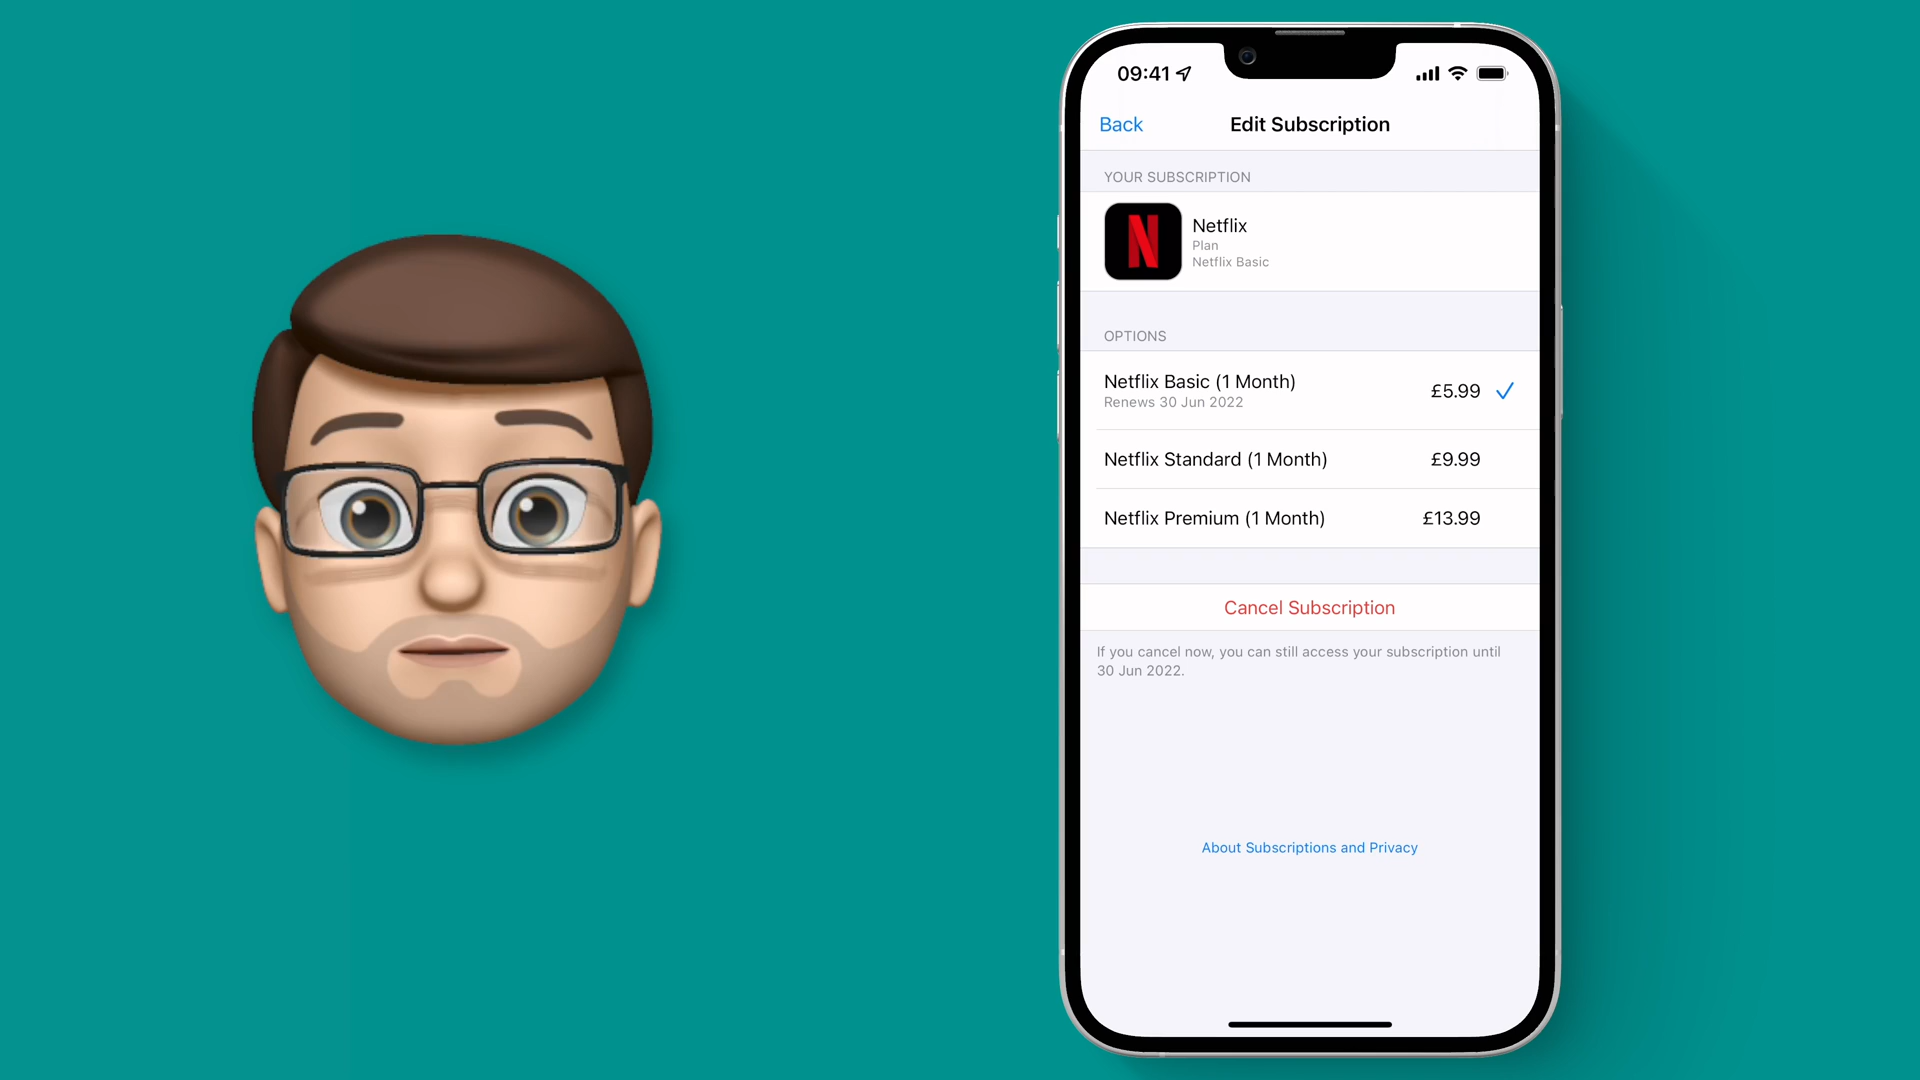 09:41
Back
Edit Subscription
YOUR SUBSCRIPTION
N
Netflix
Plan
Netflix Basic
OPTIONS
Netflix Basic (1 Month)
Renews 30 Jun 2022
£5.99
Netflix Standard (1 Month)
£9.99
Netflix Premium (1 Month)
£13.99
Cancel Subscription
If you cancel now, you can still access your subscription until
30 Jun 2022.
About Subscriptions and Privacy